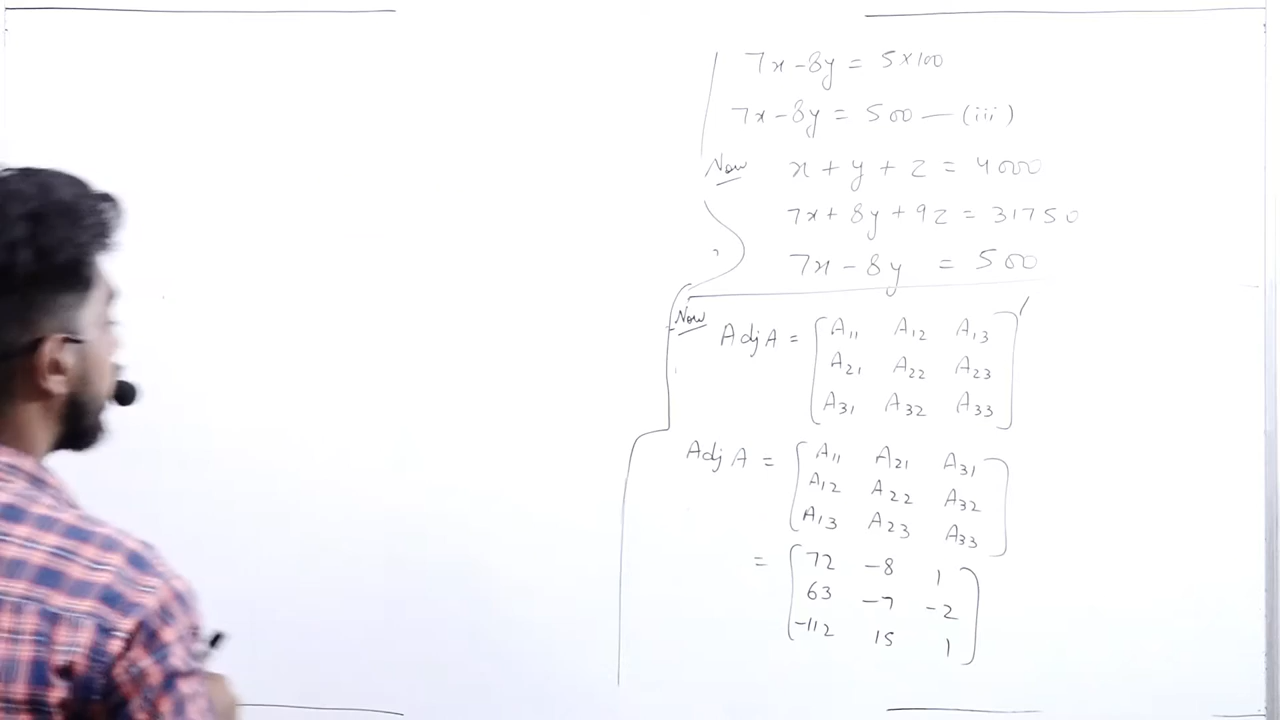 7x - 8y = 5 × 100
7x - 8y = 500 — (iii)
Now x + y + z = 4000
7x + 8y + 9z = 31750
7x - 8y = 500
Now Adj A = [A₁₁ A₁₂ A₁₃]′
[A₂₁ A₂₂ A₂₃]
[A₃₁ A₃₂ A₃₃]
Adj A = [A₁₁ A₂₁ A₃₁]
[A₁₂ A₂₂ A₃₂]
[A₁₃ A₂₃ A₃₃]
= [72 -8 1]
[63 -7 -2]
[-112 15 1]